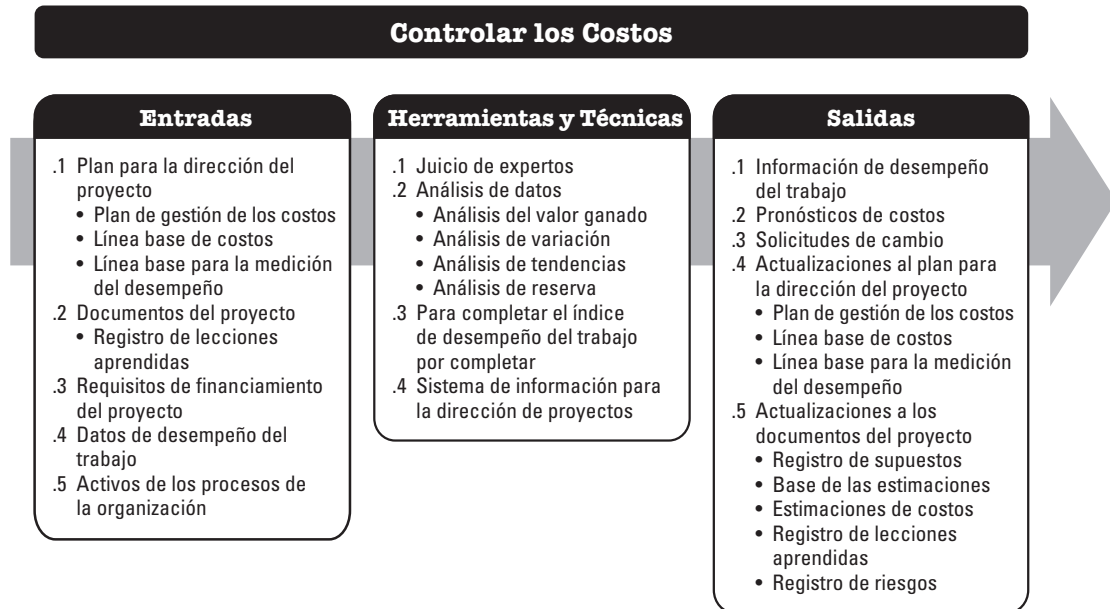 Controlar los Costos
Entradas
.1 Plan para la dirección del
proyecto
• Plan de gestión de los costos
• Línea base de costos
• Línea base para la medición
del desempeño
.2 Documentos del proyecto
• Registro de lecciones
aprendidas
.3 Requisitos de financiamiento
del proyecto
.4 Datos de desempeño del
trabajo
.5 Activos de los procesos de
la organización
Herramientas y Técnicas
.1 Juicio de expertos
.2 Análisis de datos
• Análisis del valor ganado
• Análisis de variación
• Análisis de tendencias
• Análisis de reserva
.3 Para completar el índice
de desempeño del trabajo
por completar
.4 Sistema de información para
la dirección de proyectos
Salidas
.1 Información de desempeño
del trabajo
.2 Pronósticos de costos
.3 Solicitudes de cambio
.4 Actualizaciones al plan para
la dirección del proyecto
• Plan de gestión de los costos
• Línea base de costos
• Línea base para la medición
del desempeño
.5 Actualizaciones a los
documentos del proyecto
• Registro de supuestos
• Base de las estimaciones
• Estimaciones de costos
• Registro de lecciones
aprendidas
• Registro de riesgos